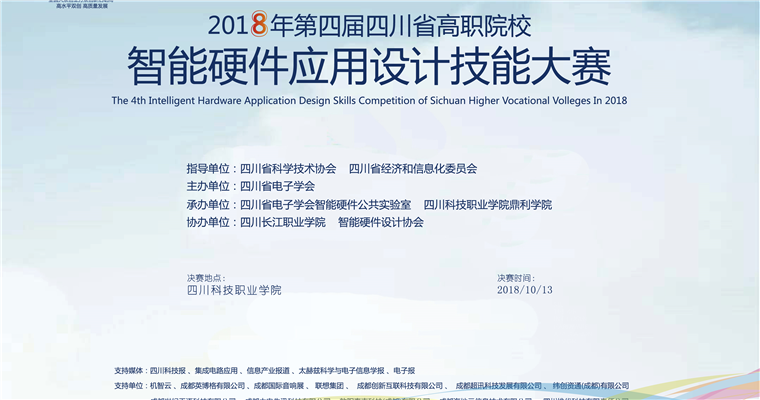 高水平双创 高质量发展
2018年第四届四川省高职院校
智能硬件应用设计技能大赛
The 4th Intelligent Hardware Application Design Skills Competition of Sichuan Higher Vocational Volleges In 2018
指导单位：四川省科学技术协会 四川省经济和信息化委员会
主办单位：四川省电子学会
承办单位：四川省电子学会智能硬件公共实验室 四川科技职业学院鼎利学院
协办单位：四川长江职业学院 智能硬件设计协会
决赛地点： 决赛时间：
四川科技职业学院 2018/10/13
支持媒体：四川科技报 、集成电路应用 、信息产业报道 、太赫兹科学与电子信息学报 、电子报
支持单位：机智云 、成都英博格有限公司 、成都国际音响展 、 联想集团 、 成都创新互联科技有限公司 、 成都超讯科技发展有限公司 、 纬创资通(成都)有限公司